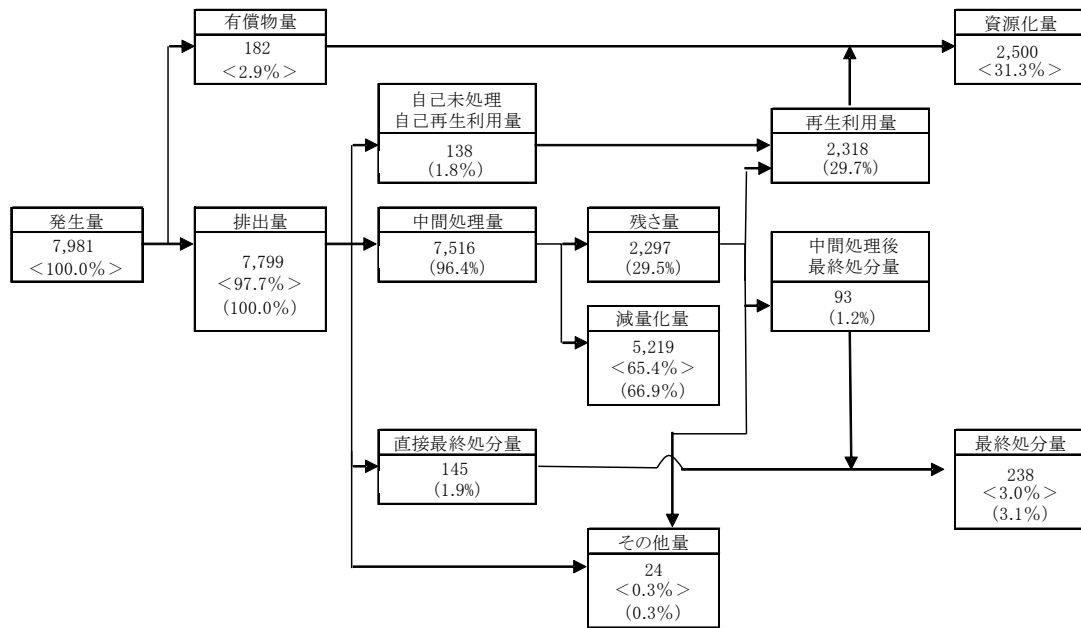 有償物量
182
<2.9%>
資源化量
2,500
<31.3%>
自己未処理
自己再生利用量
138
(1.8%)
再生利用量
2,318
(29.7%)
発生量
7,981
<100.0%>
排出量
7,799
<97.7%>
(100.0%)
中間処理量
7,516
(96.4%)
残さ量
2,297
(29.5%)
中間処理後
最終処分量
93
(1.2%)
減量化量
5,219
<65.4%>
(66.9%)
直接最終処分量
145
(1.9%)
最終処分量
238
<3.0%>
(3.1%)
その他量
24
<0.3%>
(0.3%)